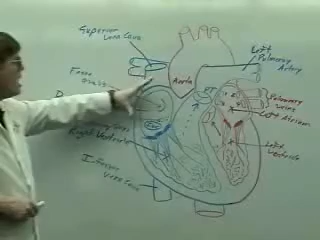 Superior
Vena Cava
Left
Pulmonary
Artery
Aorta
Fossa
Pulmonary
veins
Left Atrium
Right Ventricle
Left
Ventricle
Inferior
vena cava